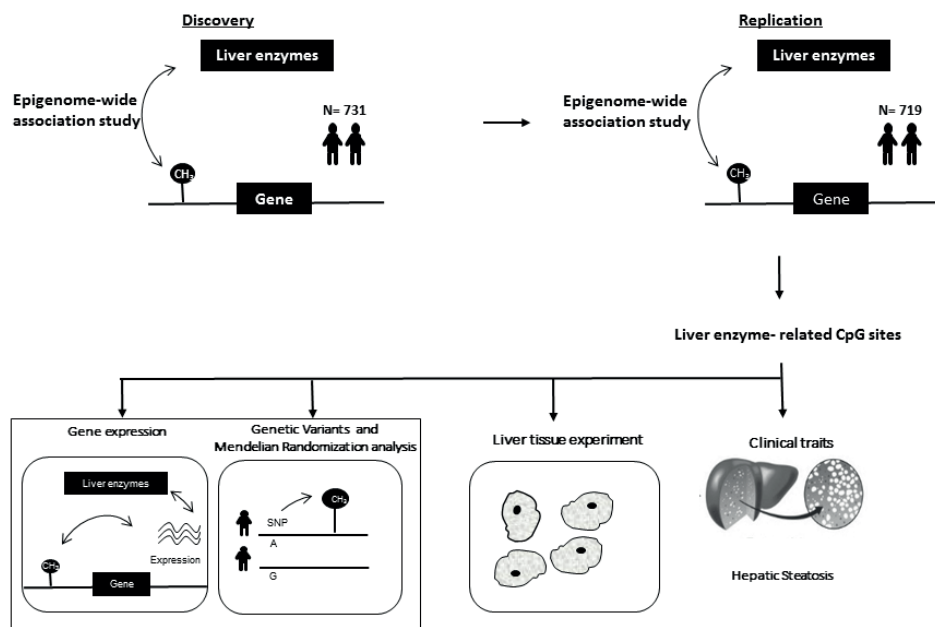 Discovery
Liver enzymes
Epigenome-wide
association study
N= 731
CH₃
Gene
Replication
Liver enzymes
Epigenome-wide
association study
N= 719
CH₃
Gene
Liver enzyme- related CpG sites
Gene expression
Liver enzymes
Expression
CH₃
Gene
Genetic Variants and
Mendelian Randomization analysis
CH₃
SNP
A
G
Liver tissue experiment
Clinical traits
Hepatic Steatosis